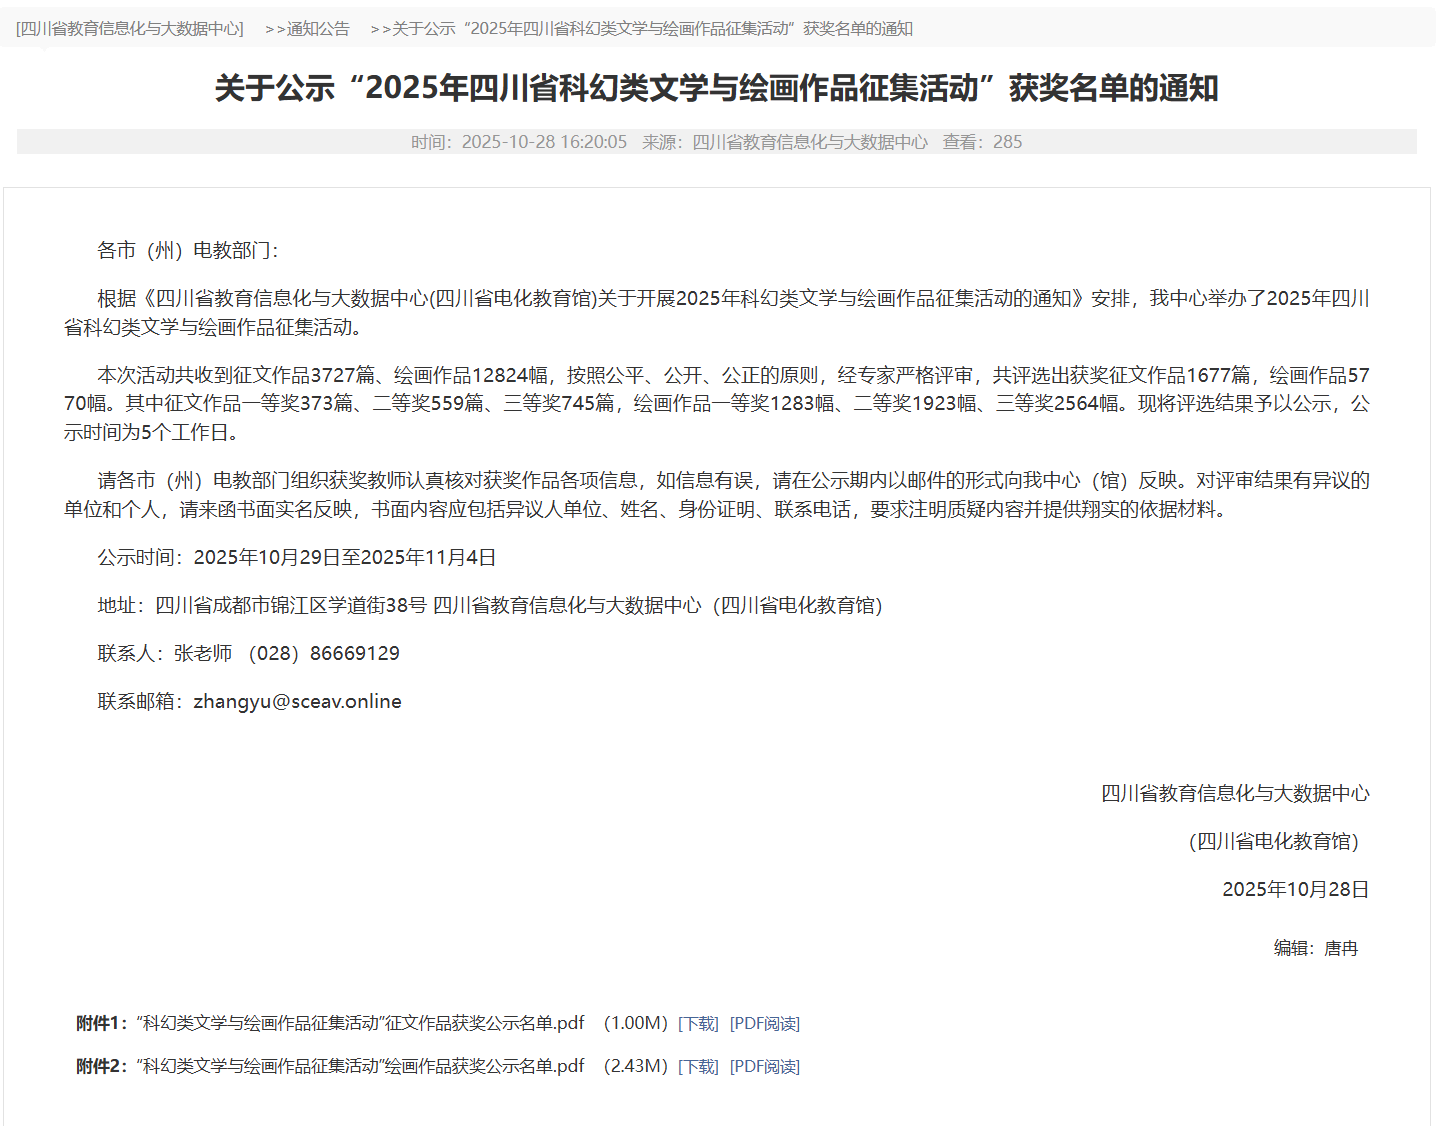 [四川省教育信息化与大数据中心] >>通知公告 >>关于公示“2025年四川省科幻类文学与绘画作品征集活动”获奖名单的通知
关于公示“2025年四川省科幻类文学与绘画作品征集活动”获奖名单的通知
时间：2025-10-28 16:20:05 来源：四川省教育信息化与大数据中心 查看：285
各市（州）电教部门：
根据《四川省教育信息化与大数据中心(四川省电化教育馆)关于开展2025年科幻类文学与绘画作品征集活动的通知》安排，我中心举办了2025年四川
省科幻类文学与绘画作品征集活动。
本次活动共收到征文作品3727篇、绘画作品12824幅，按照公平、公开、公正的原则，经专家严格评审，共评选出获奖征文作品1677篇，绘画作品57
70幅。其中征文作品一等奖373篇、二等奖559篇、三等奖745篇，绘画作品一等奖1283幅、二等奖1923幅、三等奖2564幅。现将评选结果予以公示，公
示时间为5个工作日。
请各市（州）电教部门组织获奖教师认真核对获奖作品各项信息，如信息有误，请在公示期内以邮件的形式向我中心（馆）反映。对评审结果有异议的
单位和个人，请来函书面实名反映，书面内容应包括异议人单位、姓名、身份证明、联系电话，要求注明质疑内容并提供翔实的依据材料。
公示时间：2025年10月29日至2025年11月4日
地址：四川省成都市锦江区学道街38号 四川省教育信息化与大数据中心（四川省电化教育馆）
联系人：张老师 （028）86669129
联系邮箱：zhangyu@sceav.online
四川省教育信息化与大数据中心
（四川省电化教育馆）
2025年10月28日
编辑：唐冉
附件1：“科幻类文学与绘画作品征集活动”征文作品获奖公示名单.pdf （1.00M）[下载] [PDF阅读]
附件2：“科幻类文学与绘画作品征集活动”绘画作品获奖公示名单.pdf （2.43M）[下载] [PDF阅读]